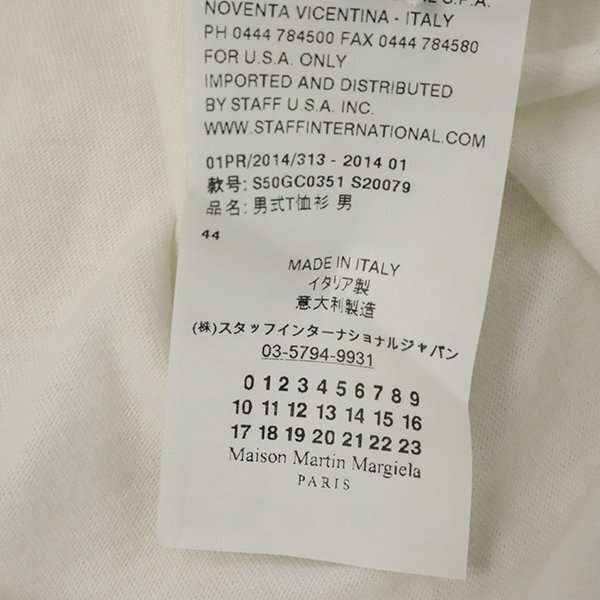 S.P.A.
NOVENTA VICENTINA - ITALY
PH 0444 784500 FAX 0444 784580
FOR U.S.A. ONLY
IMPORTED AND DISTRIBUTED
BY STAFF U.S.A. INC.
WWW.STAFFINTERNATIONAL.COM
01PR/2014/313 - 2014 01
款号: S50GC0351 S20079
品名: 男式T恤衫 男
44
MADE IN ITALY
イタリア製
意大利製造
(株)スタッフインターナショナルジャパン
03-5794-9931
0 1 2 3 4 5 6 7 8 9
10 11 12 13 14 15 16
17 18 19 20 21 22 23
Maison Martin Margiela
PARIS